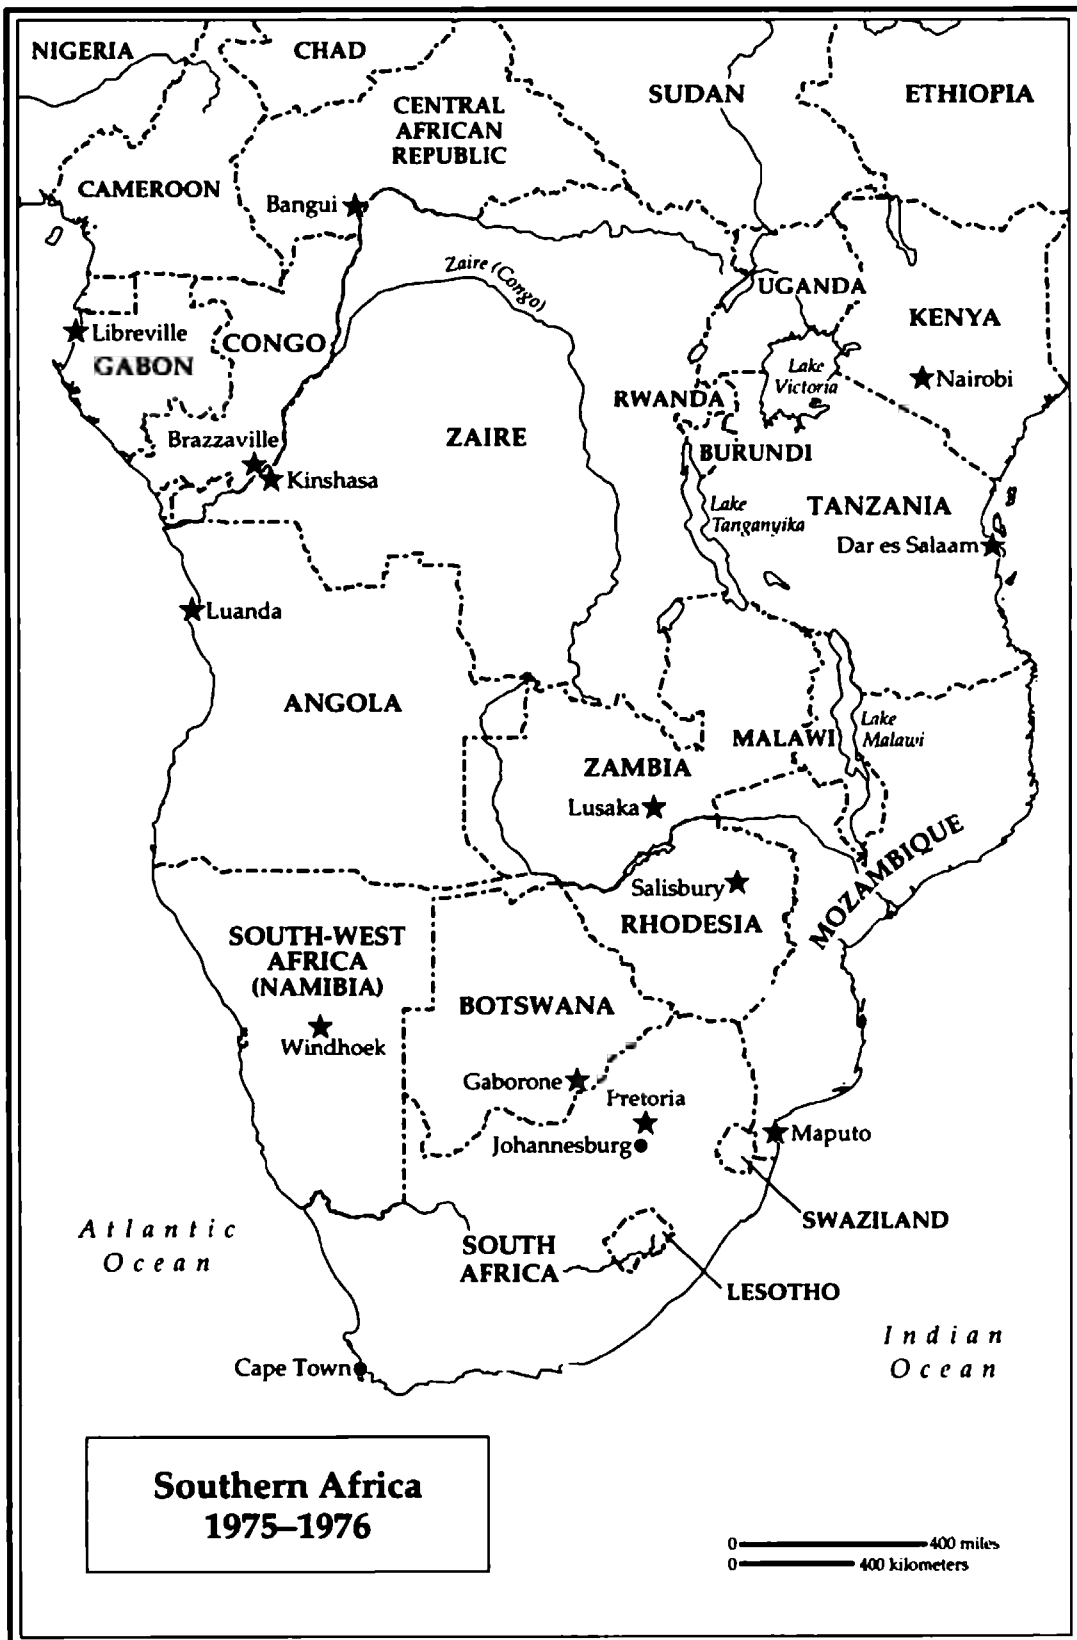 NIGERIA
CHAD
SUDAN
ETHIOPIA
CENTRAL
AFRICAN
REPUBLIC
CAMEROON
Bangui
Zaire (Congo)
UGANDA
KENYA
Libreville
CONGO
GABON
Lake
Victoria
Nairobi
RWANDA
ZAIRE
Brazzaville
BURUNDI
Kinshasa
Lake
Tanganyika
TANZANIA
Dar es Salaam
Luanda
ANGOLA
Lake
Malawi
MALAWI
ZAMBIA
Lusaka
MOZAMBIQUE
Salisbury
RHODESIA
SOUTH-WEST
AFRICA
(NAMIBIA)
BOTSWANA
Windhoek
Gaborone
Pretoria
Johannesburg
Maputo
SWAZILAND
Atlantic
Ocean
SOUTH
AFRICA
LESOTHO
Indian
Ocean
Cape Town
Southern Africa
1975–1976
0 400 miles
0 400 kilometers